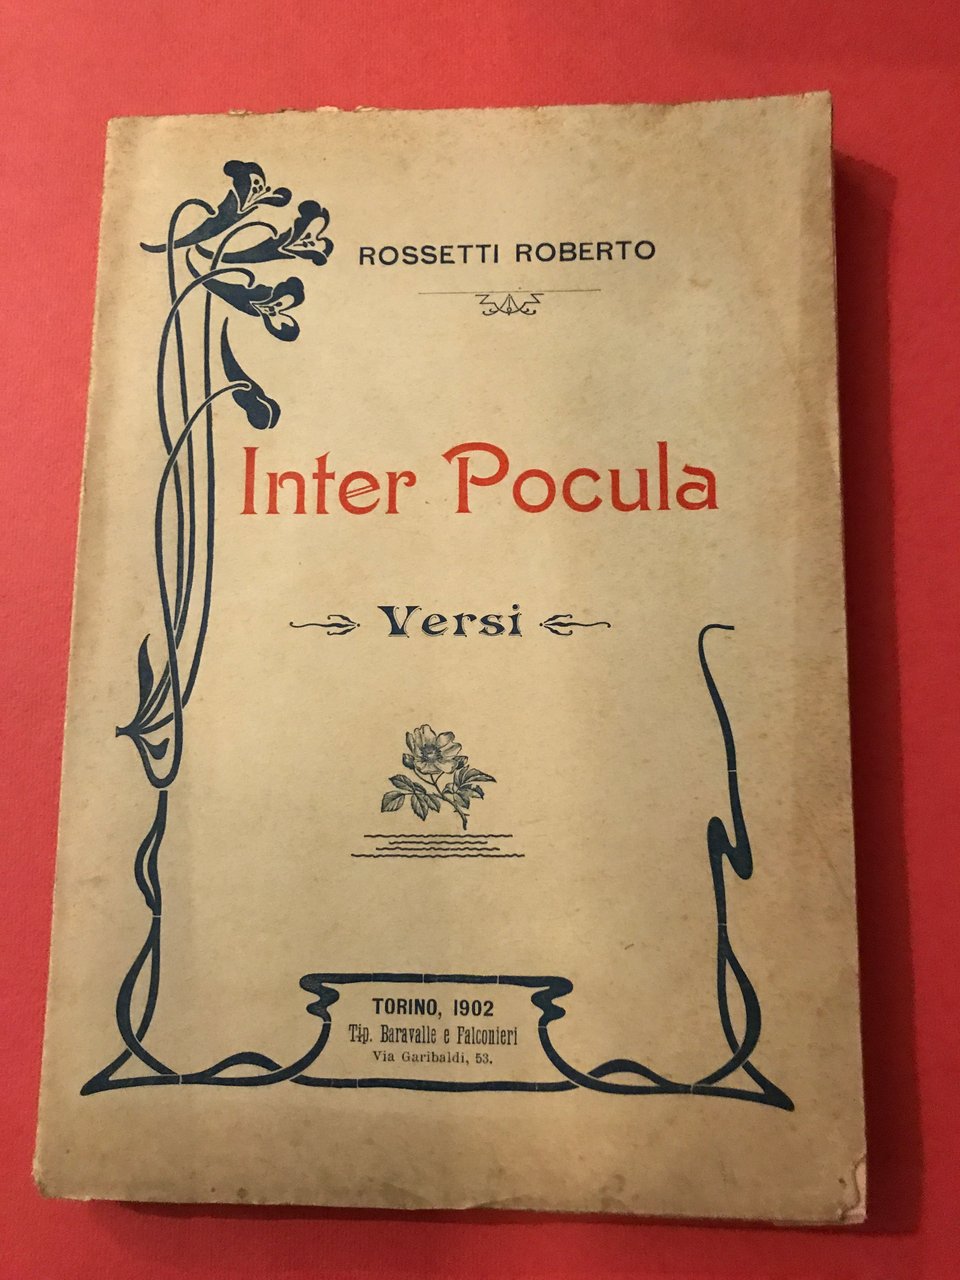 ROSSETTI ROBERTO
Inter Pocula
Versi
TORINO, 1902
Tip. Baravalle e Falconieri
Via Garibaldi, 53.